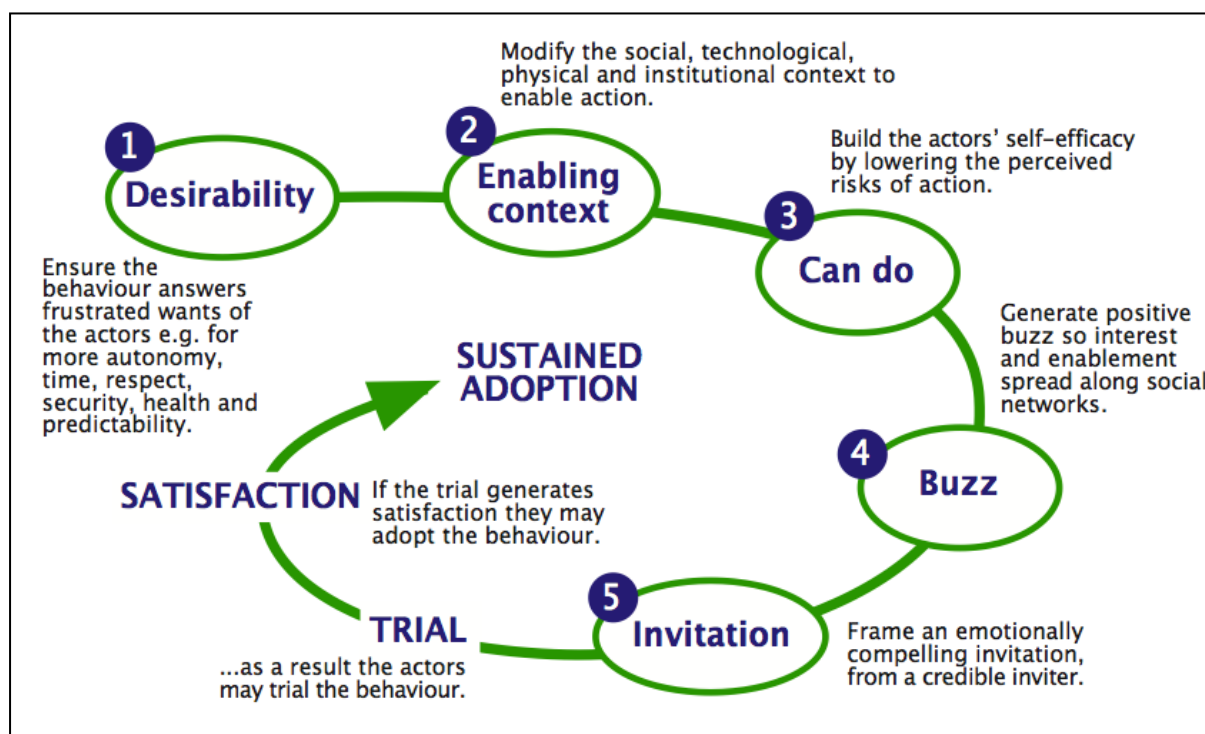 1
Desirability
Ensure the
behaviour answers
frustrated wants of
the actors e.g. for
more autonomy,
time, respect,
security, health and
predictability.
2
Enabling
context
Modify the social, technological,
physical and institutional context to
enable action.
3
Can do
Build the actors’ self-efficacy
by lowering the perceived
risks of action.
4
Buzz
Generate positive
buzz so interest
and enablement
spread along social
networks.
5
Invitation
Frame an emotionally
compelling invitation,
from a credible inviter.
TRIAL
...as a result the actors
may trial the behaviour.
SATISFACTION
If the trial generates
satisfaction they may
adopt the behaviour.
SUSTAINED
ADOPTION